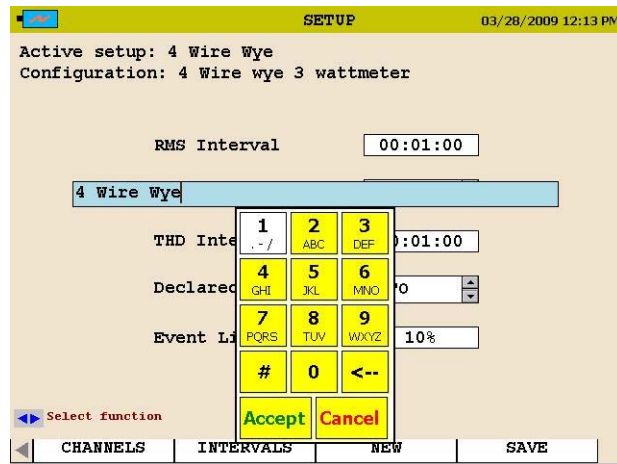 SETUP
03/28/2009 12:13 PM
Active setup: 4 Wire Wye
Configuration: 4 Wire wye 3 wattmeter
RMS Interval 00:01:00
4 Wire Wye
THD Inte :01:00
Declared
Event Li 10%
1 2 3
. - / ABC DEF
4 5 6
GHI JKL MNO
7 8 9
PQRS TUV WXYZ
# 0 <--
Accept Cancel
Select function
CHANNELS INTERVALS NEW SAVE